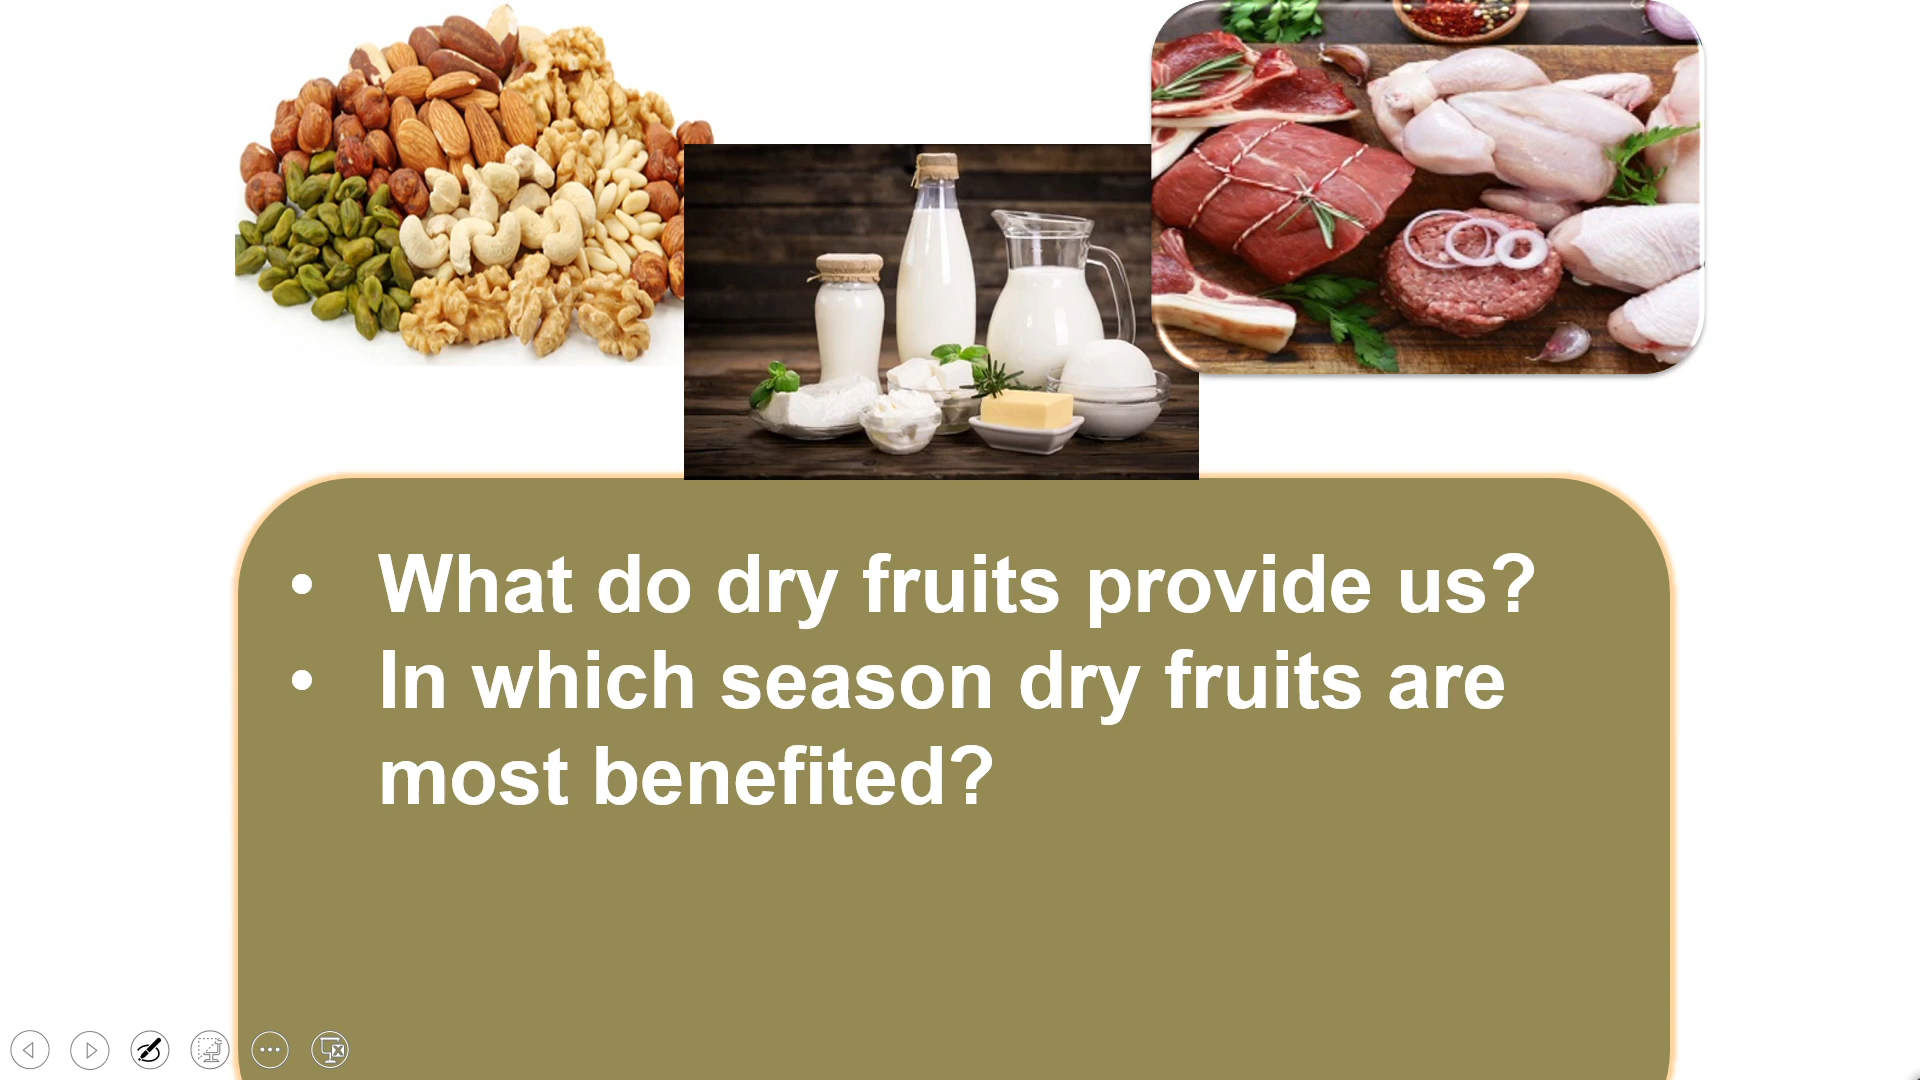 • What do dry fruits provide us?
• In which season dry fruits are
most benefited?